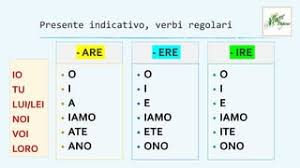 Presente indicativo, verbi regolari
- ARE - ERE - IRE
IO • O • O • O
TU • I • I • I
LUI/LEI • A • E • E
NOI • IAMO • IAMO • IAMO
VOI • ATE • ETE • ITE
LORO • ANO • ONO • ONO